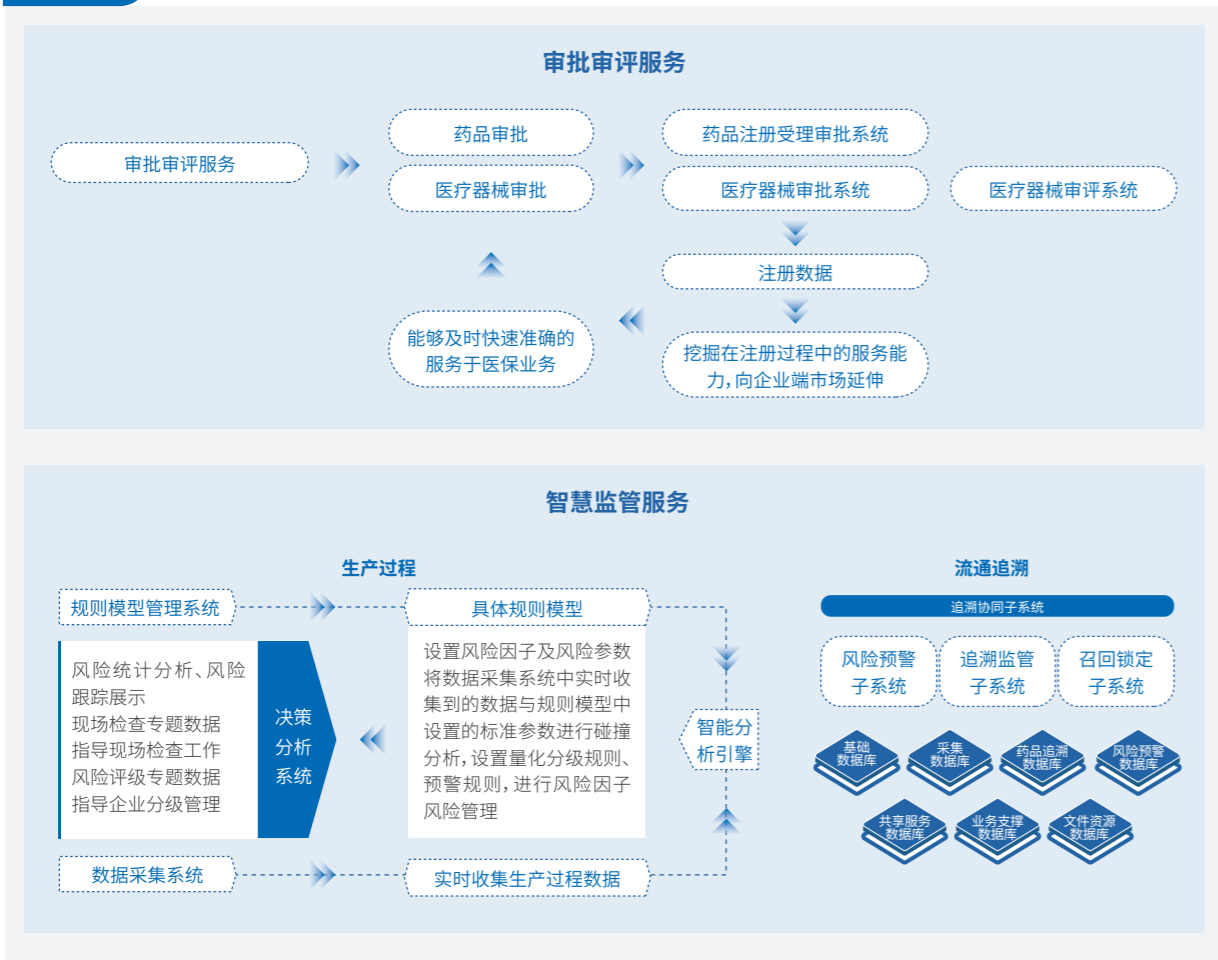 审批审评服务
审批审评服务
药品审批
医疗器械审批
药品注册受理审批系统
医疗器械审批系统
医疗器械审评系统
注册数据
挖掘在注册过程中的服务能
力,向企业端市场延伸
能够及时快速准确的
服务于医保业务
智慧监管服务
生产过程
规则模型管理系统
具体规则模型
风险统计分析、风险
跟踪展示
现场检查专题数据
指导现场检查工作
风险评级专题数据
指导企业分级管理
决策
分析
系统
设置风险因子及风险参数
将数据采集系统中实时收
集到的数据与规则模型中
设置的标准参数进行碰撞
分析,设置量化分级规则、
预警规则,进行风险因子
风险管理
智能分
析引擎
数据采集系统
实时收集生产过程数据
流通追溯
追溯协同子系统
风险预警
子系统
追溯监管
子系统
召回锁定
子系统
基础
数据库
采集
数据库
药品追溯
数据库
风险预警
数据库
共享服务
数据库
业务支撑
数据库
文件资源
数据库